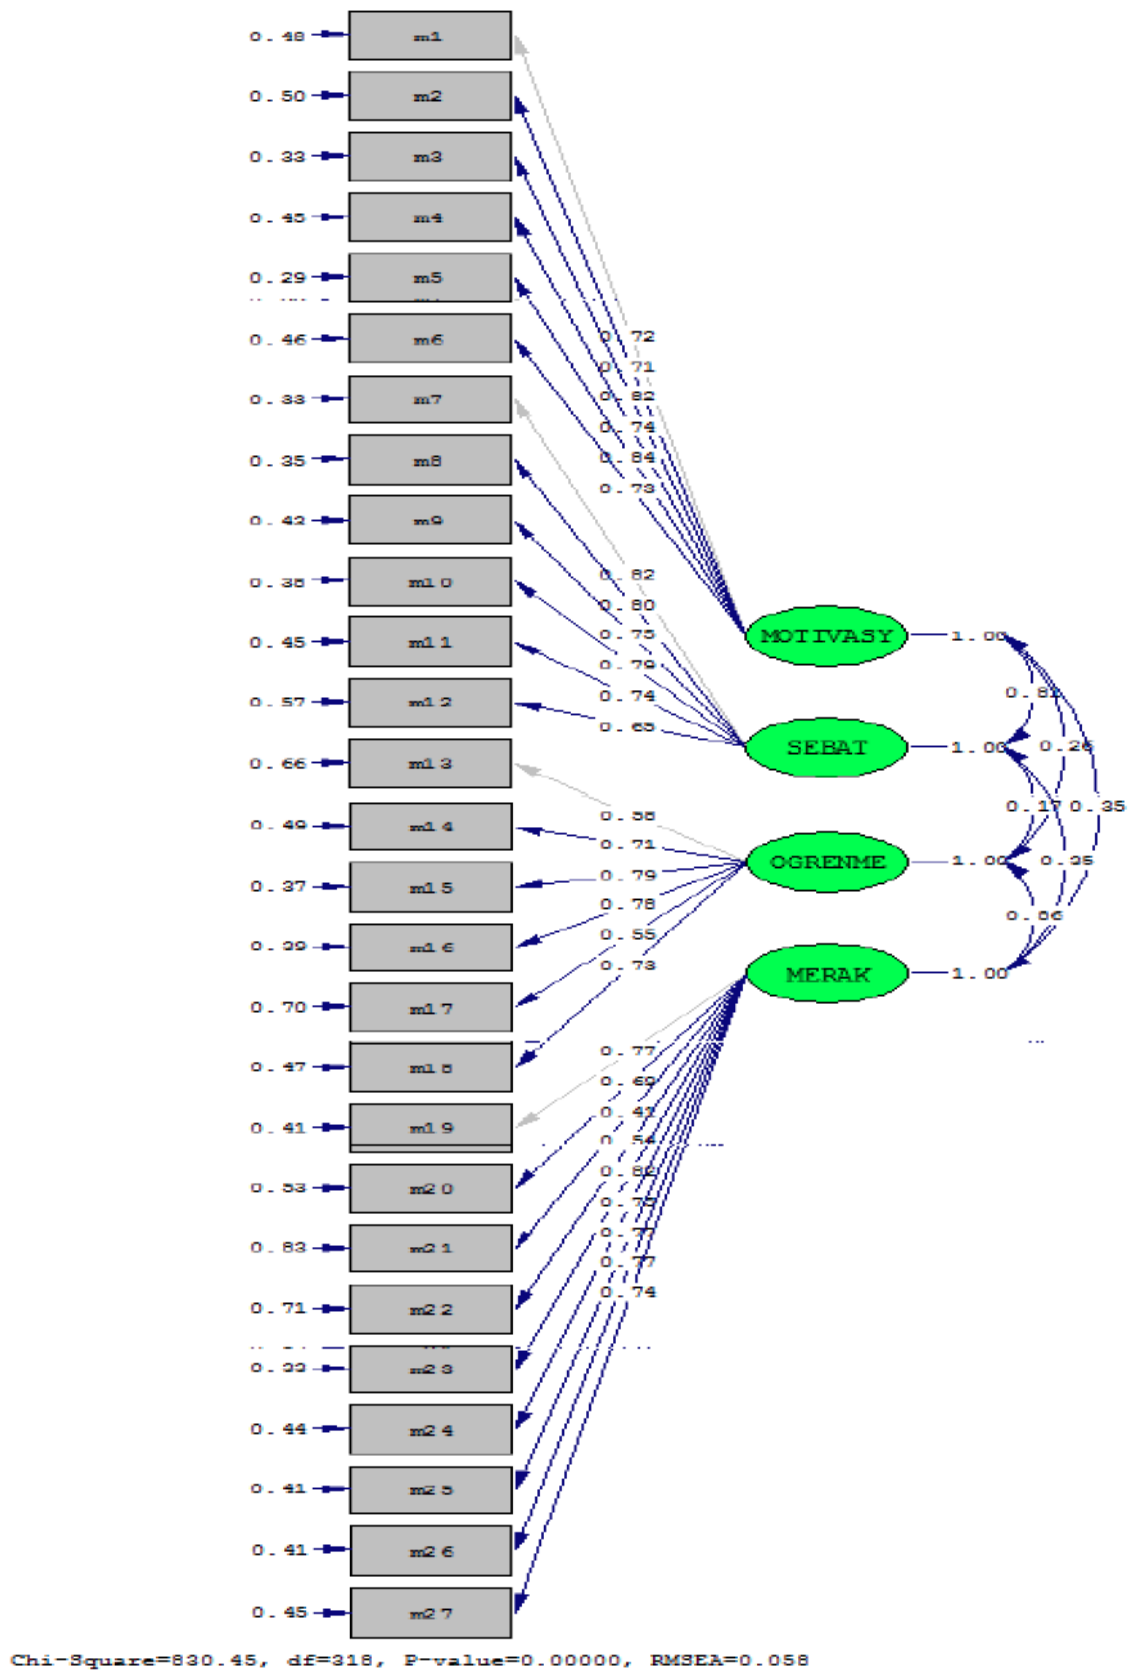 0.48 m1
0.50 m2
0.33 m3
0.45 m4
0.29 m5
0.46 m6
0.72
0.71
0.33 m7
0.82
0.74
0.35 m8
0.84
0.73
0.43 m9
0.38 m10
0.82
0.80
0.45 m11
0.75
MOTIVASY 1.00
0.79
0.57 m12
0.74
0.65
SEBAT 1.00
0.26
0.66 m13
0.58
0.17 0.35
0.49 m14
0.71
0.79
OGRENME 1.00
0.35
0.37 m15
0.78
0.06
0.39 m16
0.55
0.73
MERAK 1.00
0.70 m17
0.47 m18
0.77
0.69
0.41 m19
0.41
0.54
0.53 m20
0.82
0.75
0.83 m21
0.77
0.77
0.71 m22
0.74
0.33 m23
0.44 m24
0.41 m25
0.41 m26
0.45 m27
Chi-Square=830.45, df=318, P-value=0.00000, RMSEA=0.058